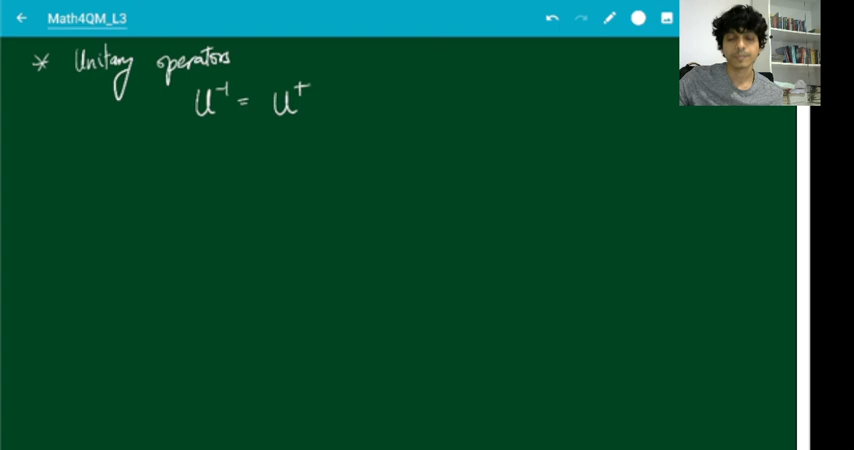 Math4QM_L3
* Unitary operators
U⁻¹ = U†